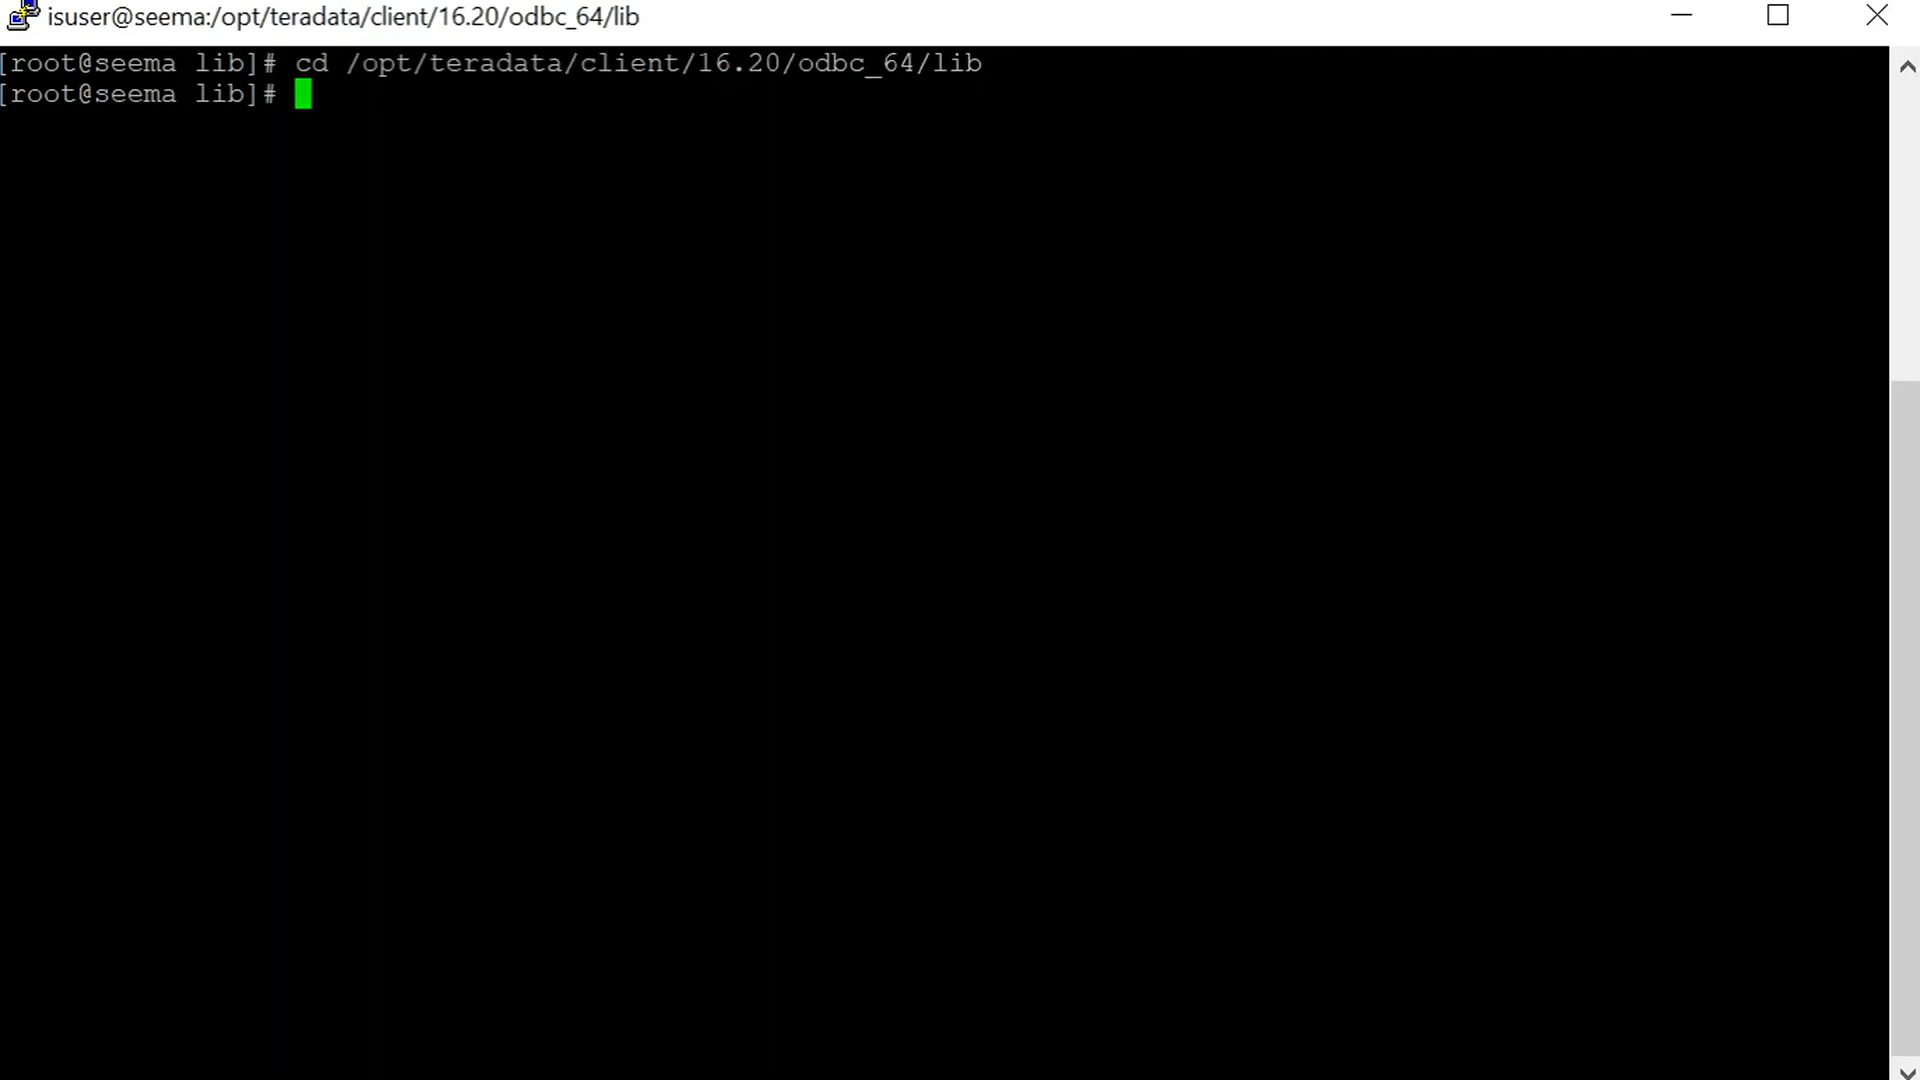 isuser@seema:/opt/teradata/client/16.20/odbc_64/lib
[root@seema lib]# cd /opt/teradata/client/16.20/odbc_64/lib
[root@seema lib]#